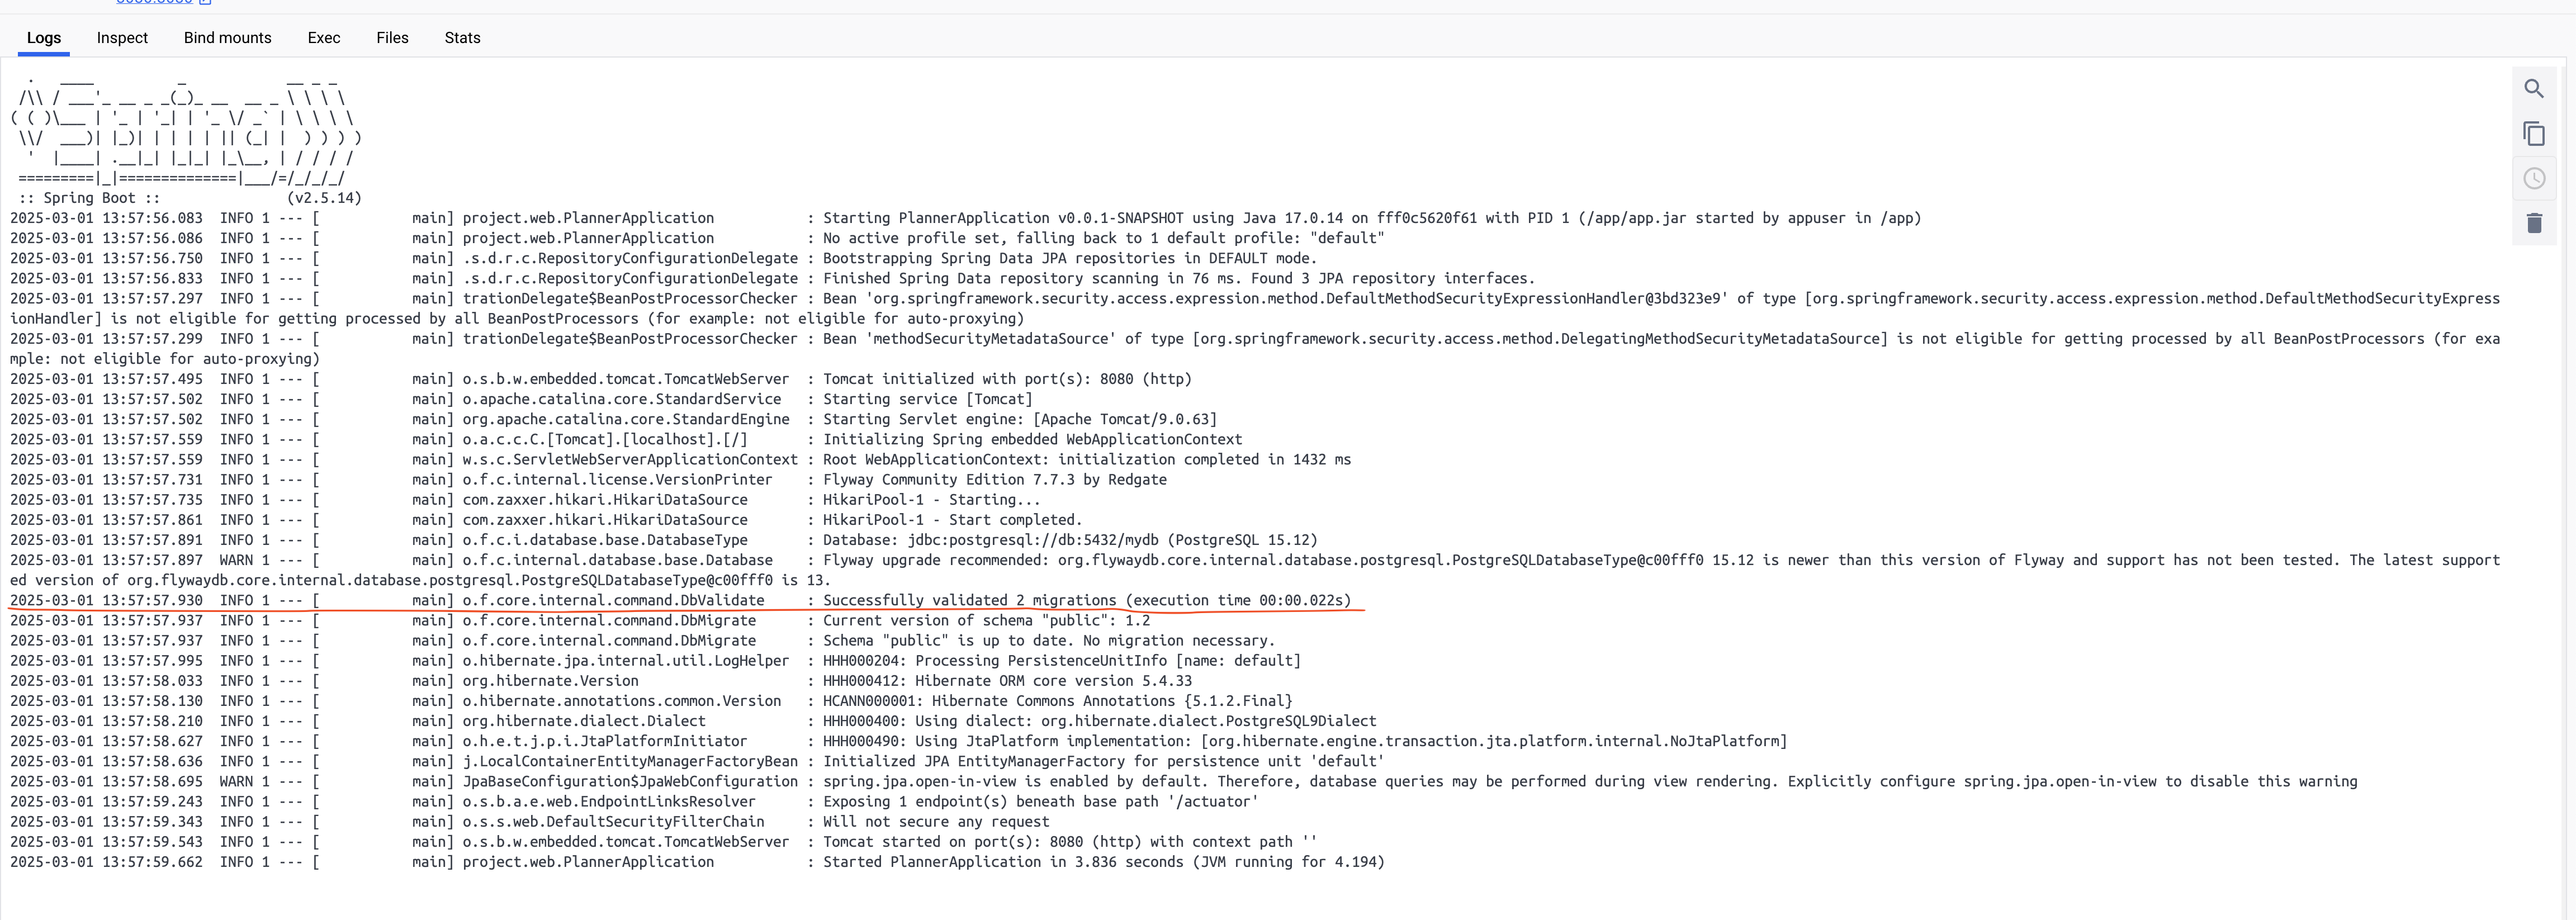 Logs Inspect Bind mounts Exec Files Stats
  .   ____          _            __ _ _
 /\\ / ___'_ __ _ _(_)_ __  __ _ \ \ \ \
( ( )\___ | '_ | '_| | '_ \/ _` | \ \ \ \
 \\/  ___)| |_)| | | | | || (_| |  ) ) ) )
  '  |____| .__|_| |_|_| |_\__, | / / / /
 =========|_|==============|___/=/_/_/_/
 :: Spring Boot ::               (v2.5.14)
2025-03-01 13:57:56.083  INFO 1 --- [           main] project.web.PlannerApplication           : Starting PlannerApplication v0.0.1-SNAPSHOT using Java 17.0.14 on fff0c5620f61 with PID 1 (/app/app.jar started by appuser in /app)
2025-03-01 13:57:56.086  INFO 1 --- [           main] project.web.PlannerApplication           : No active profile set, falling back to 1 default profile: "default"
2025-03-01 13:57:56.750  INFO 1 --- [           main] .s.d.r.c.RepositoryConfigurationDelegate : Bootstrapping Spring Data JPA repositories in DEFAULT mode.
2025-03-01 13:57:56.833  INFO 1 --- [           main] .s.d.r.c.RepositoryConfigurationDelegate : Finished Spring Data repository scanning in 76 ms. Found 3 JPA repository interfaces.
2025-03-01 13:57:57.297  INFO 1 --- [           main] trationDelegate$BeanPostProcessorChecker : Bean 'org.springframework.security.access.expression.method.DefaultMethodSecurityExpressionHandler@3bd323e9' of type [org.springframework.security.access.expression.method.DefaultMethodSecurityExpress
ionHandler] is not eligible for getting processed by all BeanPostProcessors (for example: not eligible for auto-proxying)
2025-03-01 13:57:57.299  INFO 1 --- [           main] trationDelegate$BeanPostProcessorChecker : Bean 'methodSecurityMetadataSource' of type [org.springframework.security.access.method.DelegatingMethodSecurityMetadataSource] is not eligible for getting processed by all BeanPostProcessors (for exa
mple: not eligible for auto-proxying)
2025-03-01 13:57:57.495  INFO 1 --- [           main] o.s.b.w.embedded.tomcat.TomcatWebServer  : Tomcat initialized with port(s): 8080 (http)
2025-03-01 13:57:57.502  INFO 1 --- [           main] o.apache.catalina.core.StandardService   : Starting service [Tomcat]
2025-03-01 13:57:57.502  INFO 1 --- [           main] org.apache.catalina.core.StandardEngine  : Starting Servlet engine: [Apache Tomcat/9.0.63]
2025-03-01 13:57:57.559  INFO 1 --- [           main] o.a.c.c.C.[Tomcat].[localhost].[/]       : Initializing Spring embedded WebApplicationContext
2025-03-01 13:57:57.559  INFO 1 --- [           main] w.s.c.ServletWebServerApplicationContext : Root WebApplicationContext: initialization completed in 1432 ms
2025-03-01 13:57:57.731  INFO 1 --- [           main] o.f.c.internal.license.VersionPrinter    : Flyway Community Edition 7.7.3 by Redgate
2025-03-01 13:57:57.735  INFO 1 --- [           main] com.zaxxer.hikari.HikariDataSource       : HikariPool-1 - Starting...
2025-03-01 13:57:57.861  INFO 1 --- [           main] com.zaxxer.hikari.HikariDataSource       : HikariPool-1 - Start completed.
2025-03-01 13:57:57.891  INFO 1 --- [           main] o.f.c.i.database.base.DatabaseType       : Database: jdbc:postgresql://db:5432/mydb (PostgreSQL 15.12)
2025-03-01 13:57:57.897  WARN 1 --- [           main] o.f.c.internal.database.base.Database    : Flyway upgrade recommended: org.flywaydb.core.internal.database.postgresql.PostgreSQLDatabaseType@c00fff0 15.12 is newer than this version of Flyway and support has not been tested. The latest support
ed version of org.flywaydb.core.internal.database.postgresql.PostgreSQLDatabaseType@c00fff0 is 13.
2025-03-01 13:57:57.930  INFO 1 --- [           main] o.f.core.internal.command.DbValidate     : Successfully validated 2 migrations (execution time 00:00.022s)
2025-03-01 13:57:57.937  INFO 1 --- [           main] o.f.core.internal.command.DbMigrate      : Current version of schema "public": 1.2
2025-03-01 13:57:57.937  INFO 1 --- [           main] o.f.core.internal.command.DbMigrate      : Schema "public" is up to date. No migration necessary.
2025-03-01 13:57:57.995  INFO 1 --- [           main] o.hibernate.jpa.internal.util.LogHelper  : HHH000204: Processing PersistenceUnitInfo [name: default]
2025-03-01 13:57:58.033  INFO 1 --- [           main] org.hibernate.Version                    : HHH000412: Hibernate ORM core version 5.4.33
2025-03-01 13:57:58.130  INFO 1 --- [           main] o.hibernate.annotations.common.Version   : HCANN000001: Hibernate Commons Annotations {5.1.2.Final}
2025-03-01 13:57:58.210  INFO 1 --- [           main] org.hibernate.dialect.Dialect            : HHH000400: Using dialect: org.hibernate.dialect.PostgreSQL9Dialect
2025-03-01 13:57:58.627  INFO 1 --- [           main] o.h.e.t.j.p.i.JtaPlatformInitiator       : HHH000490: Using JtaPlatform implementation: [org.hibernate.engine.transaction.jta.platform.internal.NoJtaPlatform]
2025-03-01 13:57:58.636  INFO 1 --- [           main] j.LocalContainerEntityManagerFactoryBean : Initialized JPA EntityManagerFactory for persistence unit 'default'
2025-03-01 13:57:58.695  WARN 1 --- [           main] JpaBaseConfiguration$JpaWebConfiguration : spring.jpa.open-in-view is enabled by default. Therefore, database queries may be performed during view rendering. Explicitly configure spring.jpa.open-in-view to disable this warning
2025-03-01 13:57:59.243  INFO 1 --- [           main] o.s.b.a.e.web.EndpointLinksResolver      : Exposing 1 endpoint(s) beneath base path '/actuator'
2025-03-01 13:57:59.343  INFO 1 --- [           main] o.s.s.web.DefaultSecurityFilterChain     : Will not secure any request
2025-03-01 13:57:59.543  INFO 1 --- [           main] o.s.b.w.embedded.tomcat.TomcatWebServer  : Tomcat started on port(s): 8080 (http) with context path ''
2025-03-01 13:57:59.662  INFO 1 --- [           main] project.web.PlannerApplication           : Started PlannerApplication in 3.836 seconds (JVM running for 4.194)